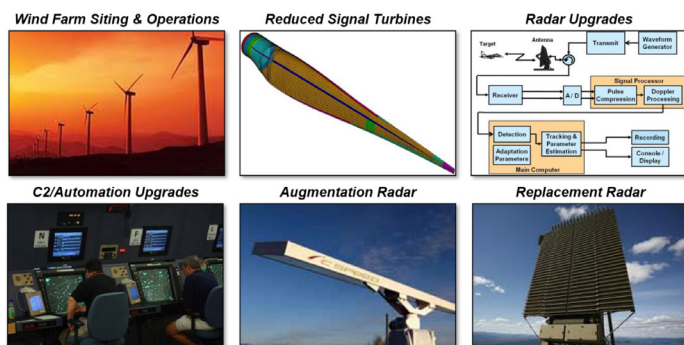 Wind Farm Siting & Operations
Reduced Signal Turbines
Radar Upgrades
Target
Antenna
Transmit
Waveform
Generator
Signal Processor
Receiver
A / D
Pulse
Compression
Doppler
Processing
Detection
Adaptation
Parameters
Tracking &
Parameter
Estimation
Main Computer
Recording
Console /
Display
C2/Automation Upgrades
Augmentation Radar
Replacement Radar
N
F
C SPEED